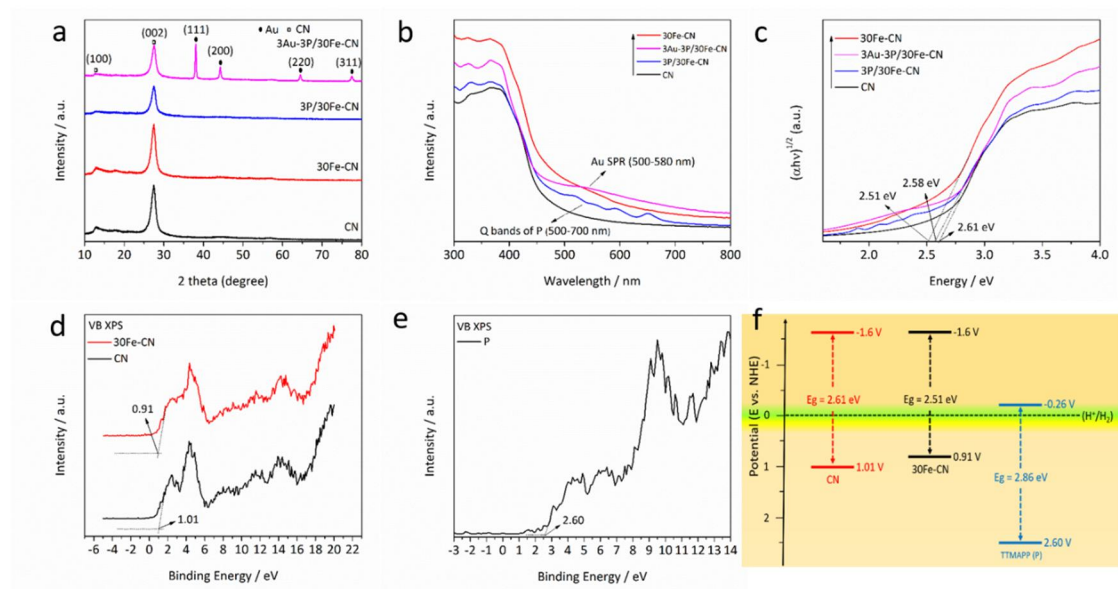 a
Au CN
3Au-3P/30Fe-CN
(100)
(002)
(111)
(200)
(220)
(311)
3P/30Fe-CN
30Fe-CN
CN
Intensity / a.u.
10 20 30 40 50 60 70 80
2 theta (degree)
b
30Fe-CN
3Au-3P/30Fe-CN
3P/30Fe-CN
CN
Au SPR (500-580 nm)
Q bands of P (500-700 nm)
Intensity / a.u.
300 400 500 600 700 800
Wavelength / nm
c
30Fe-CN
3Au-3P/30Fe-CN
3P/30Fe-CN
CN
2.51 eV
2.58 eV
2.61 eV
(αhν)1/2 (a.u.)
2.0 2.5 3.0 3.5 4.0
Energy / eV
d
VB XPS
30Fe-CN
CN
0.91
1.01
Intensity / a.u.
-6 -4 -2 0 2 4 6 8 10 12 14 16 18 20 22
Binding Energy / eV
e
VB XPS
P
2.60
Intensity / a.u.
-3 -2 -1 0 1 2 3 4 5 6 7 8 9 10 11 12 13 14
Binding Energy / eV
f
Potential (E vs. NHE)
-1
0
1
2
-1.6 V
Eg = 2.61 eV
1.01 V
CN
-1.6 V
Eg = 2.51 eV
0.91 V
30Fe-CN
-0.26 V
(H+/H2)
Eg = 2.86 eV
2.60 V
TTMAPP (P)